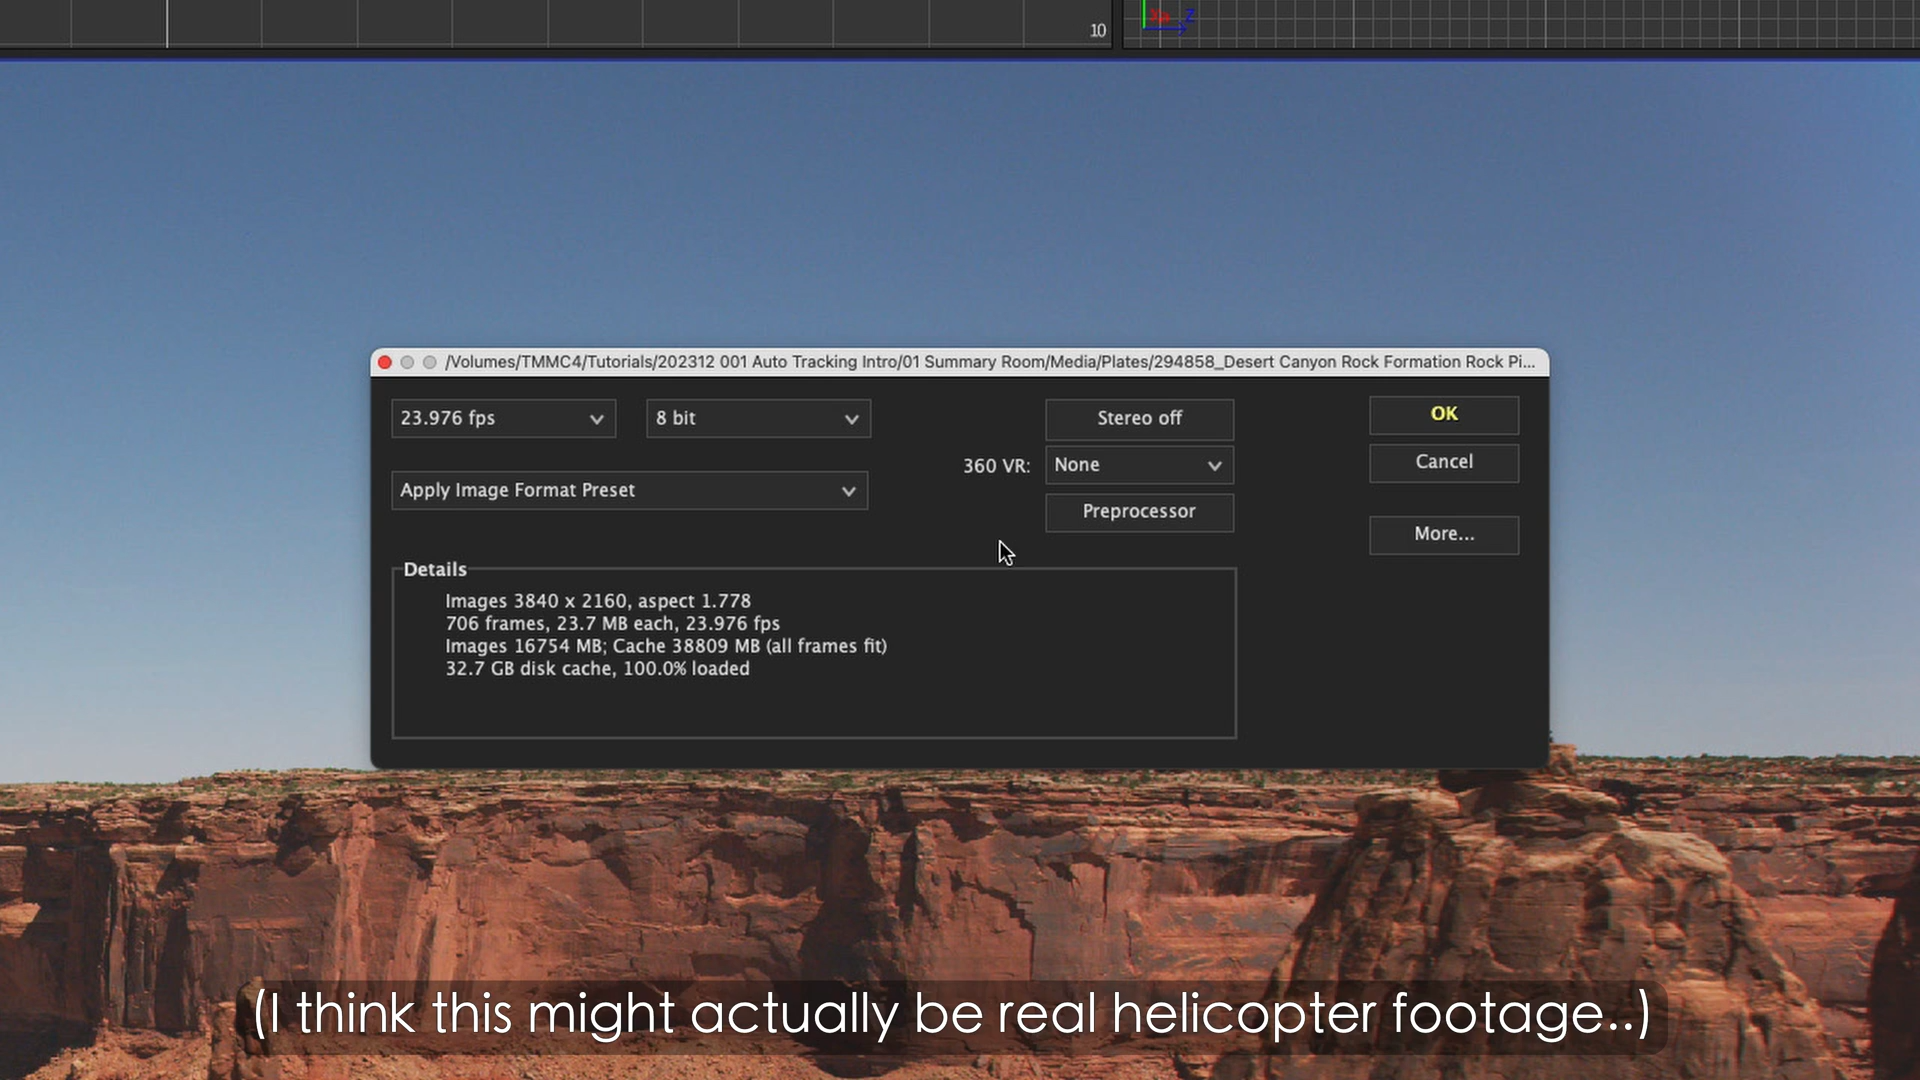 10
Xa Z
/Volumes/TMMC4/Tutorials/202312 001 Auto Tracking Intro/01 Summary Room/Media/Plates/294858_Desert Canyon Rock Formation Rock Pi...
23.976 fps
8 bit
Stereo off
OK
360 VR:
None
Cancel
Apply Image Format Preset
Preprocessor
More...
Details
Images 3840 x 2160, aspect 1.778
706 frames, 23.7 MB each, 23.976 fps
Images 16754 MB; Cache 38809 MB (all frames fit)
32.7 GB disk cache, 100.0% loaded
(I think this might actually be real helicopter footage..)